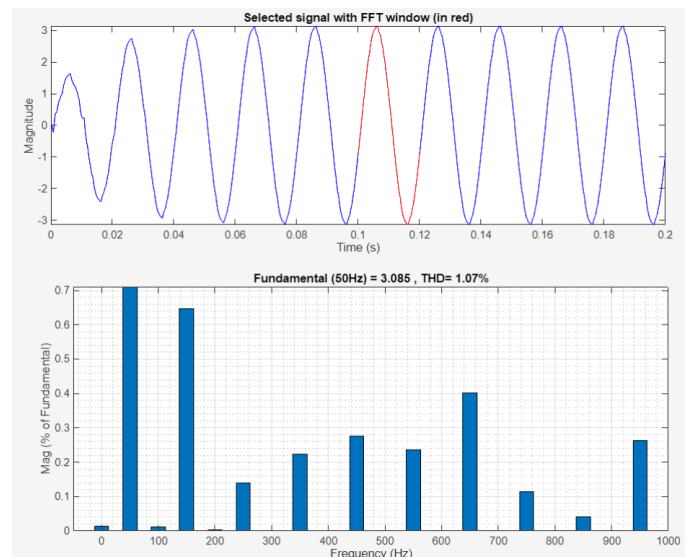 Selected signal with FFT window (in red)
3
2
1
0
-1
-2
-3
Magnitude
0 0.02 0.04 0.06 0.08 0.1 0.12 0.14 0.16 0.18 0.2
Time (s)
Fundamental (50Hz) = 3.085 , THD= 1.07%
0.7
0.6
0.5
0.4
0.3
0.2
0.1
0
Mag (% of Fundamental)
0 100 200 300 400 500 600 700 800 900 1000
Frequency (Hz)